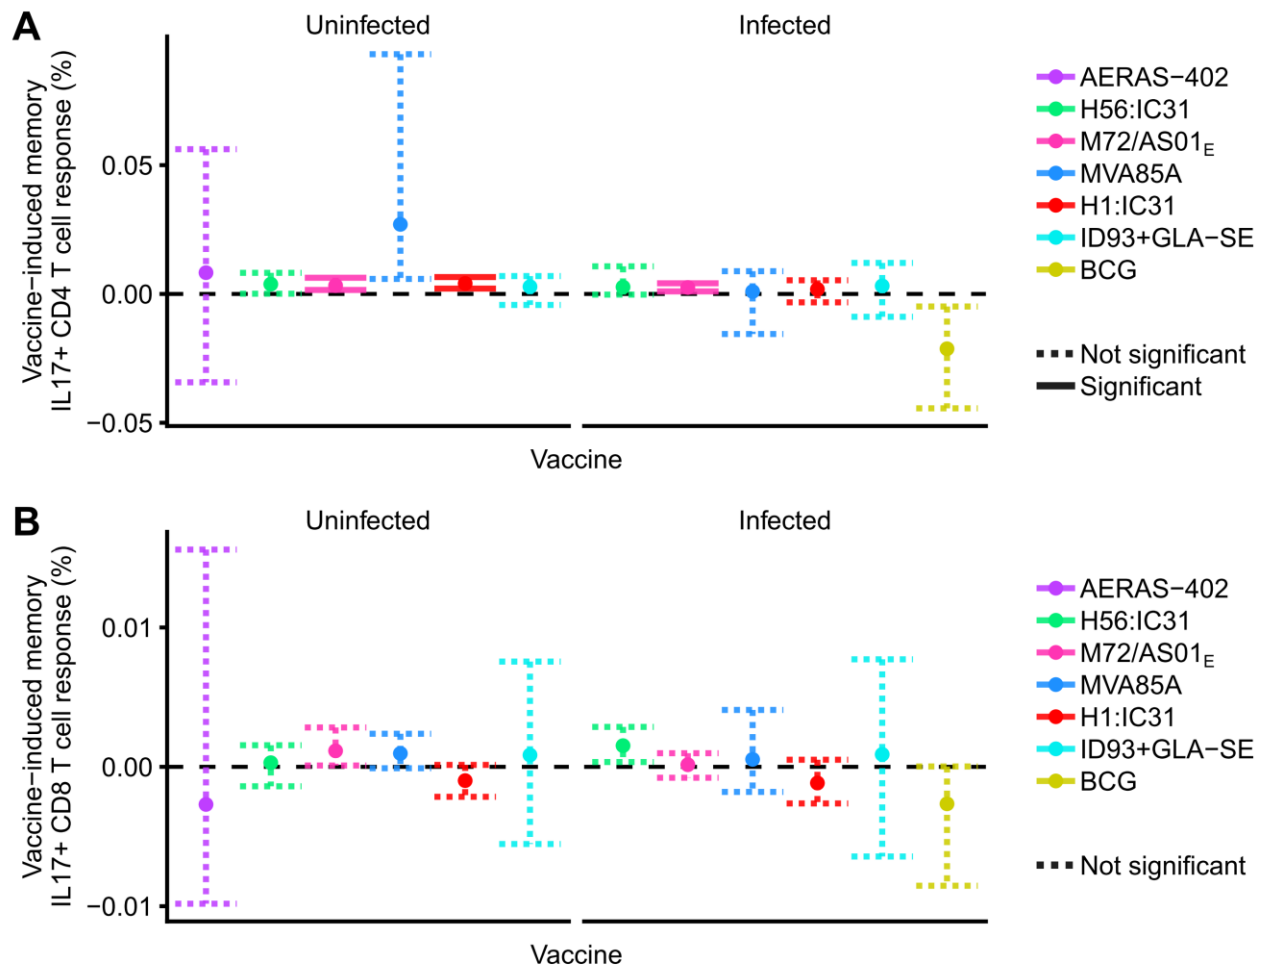 A
Uninfected
Infected
Vaccine−induced memory
IL17+ CD4 T cell response (%)
0.05
0.00
−0.05
Vaccine
AERAS−402
H56:IC31
M72/AS01E
MVA85A
H1:IC31
ID93+GLA−SE
BCG
Not significant
Significant
B
Uninfected
Infected
Vaccine−induced memory
IL17+ CD8 T cell response (%)
0.01
0.00
−0.01
Vaccine
AERAS−402
H56:IC31
M72/AS01E
MVA85A
H1:IC31
ID93+GLA−SE
BCG
Not significant